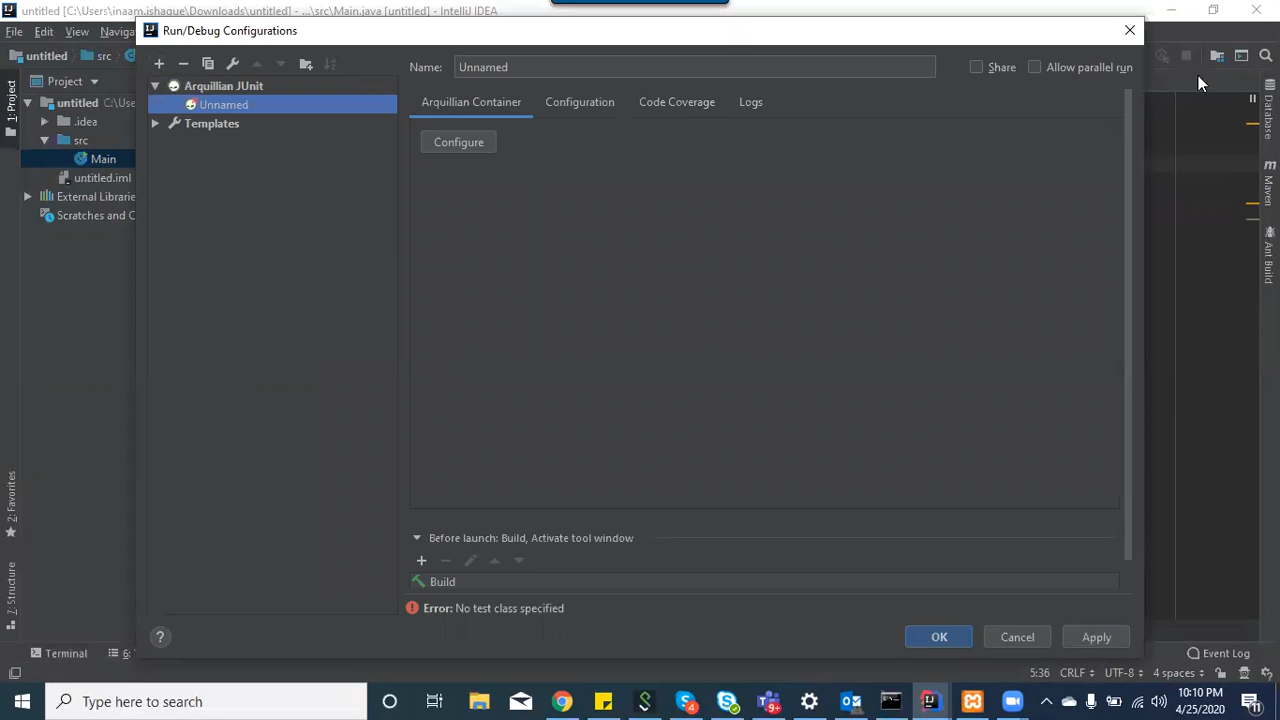 untitled [C:\Users\inaam.ishaque\Downloads\untitled] - ...\src\Main.java [untitled] - IntelliJ IDEA
File Edit View
Run/Debug Configurations
untitled src
Name: Unnamed Share Allow parallel run
1: Project
Project
Arquillian JUnit
Unnamed
Templates
Arquillian Container Configuration Code Coverage Logs
Configure
untitled
.idea
src
Main
untitled.iml
Database
Maven
Ant Build
2: Favorites
7: Structure
Before launch: Build, Activate tool window
Build
Error: No test class specified
? OK Cancel Apply
Terminal 6: Event Log
5:36 CRLF UTF-8 4 spaces
Type here to search
4
9+
10:10 PM
4/25/2020
11